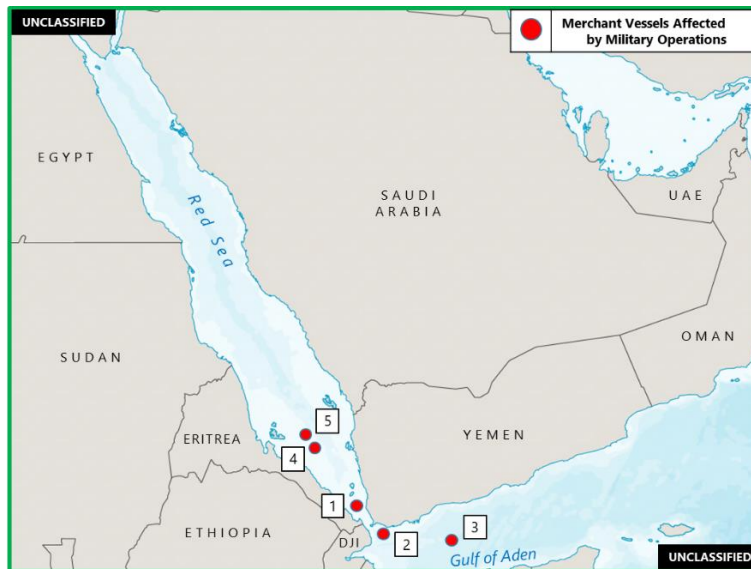 UNCLASSIFIED
Merchant Vessels Affected
by Military Operations
EGYPT
SAUDI
ARABIA
UAE
Red Sea
OMAN
SUDAN
5
ERITREA
YEMEN
4
1
ETHIOPIA
DJI
2
3
Gulf of Aden
UNCLASSIFIED